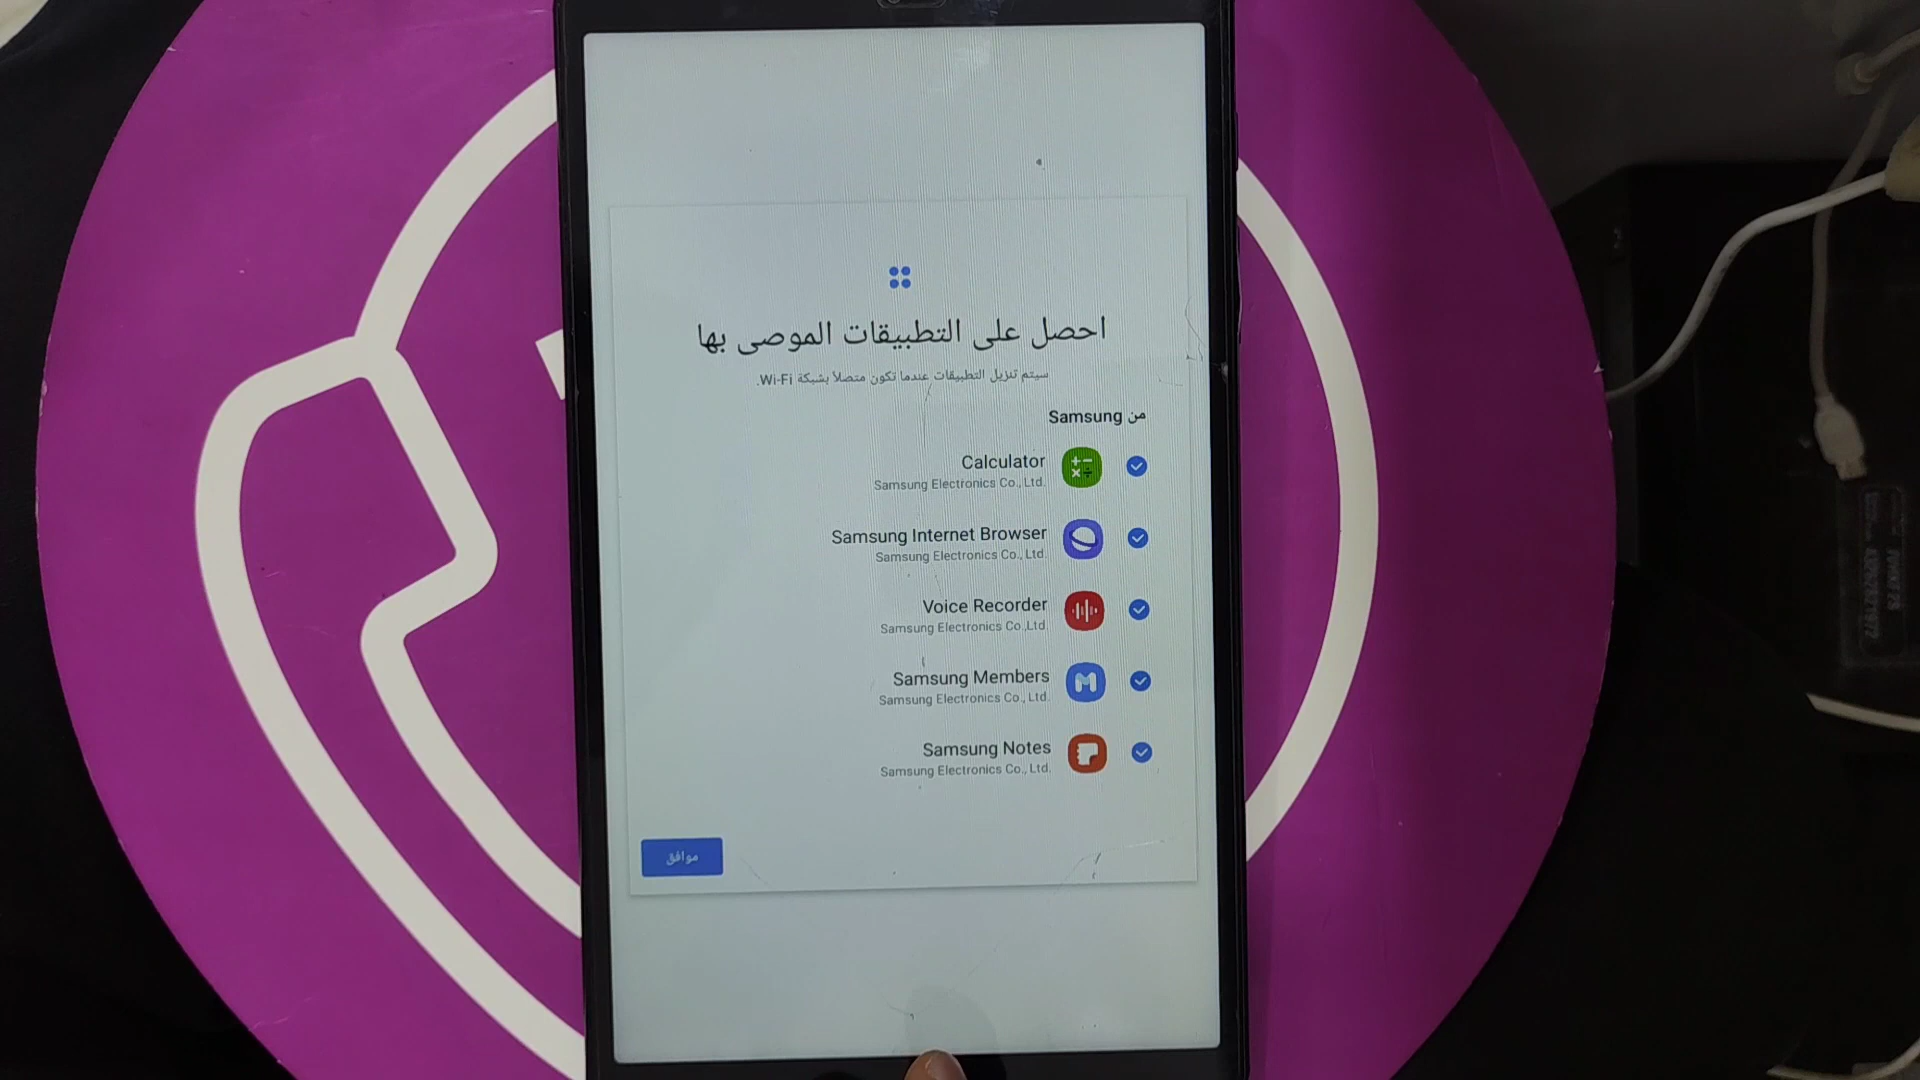 احصل على التطبيقات الموصى بها
سيتم تنزيل التطبيقات عندما تكون متصلاً بشبكة Wi-Fi.
من Samsung
Calculator
Samsung Electronics Co., Ltd.
Samsung Internet Browser
Samsung Electronics Co., Ltd.
Voice Recorder
Samsung Electronics Co.,Ltd.
Samsung Members
Samsung Electronics Co., Ltd.
Samsung Notes
Samsung Electronics Co., Ltd.
موافق